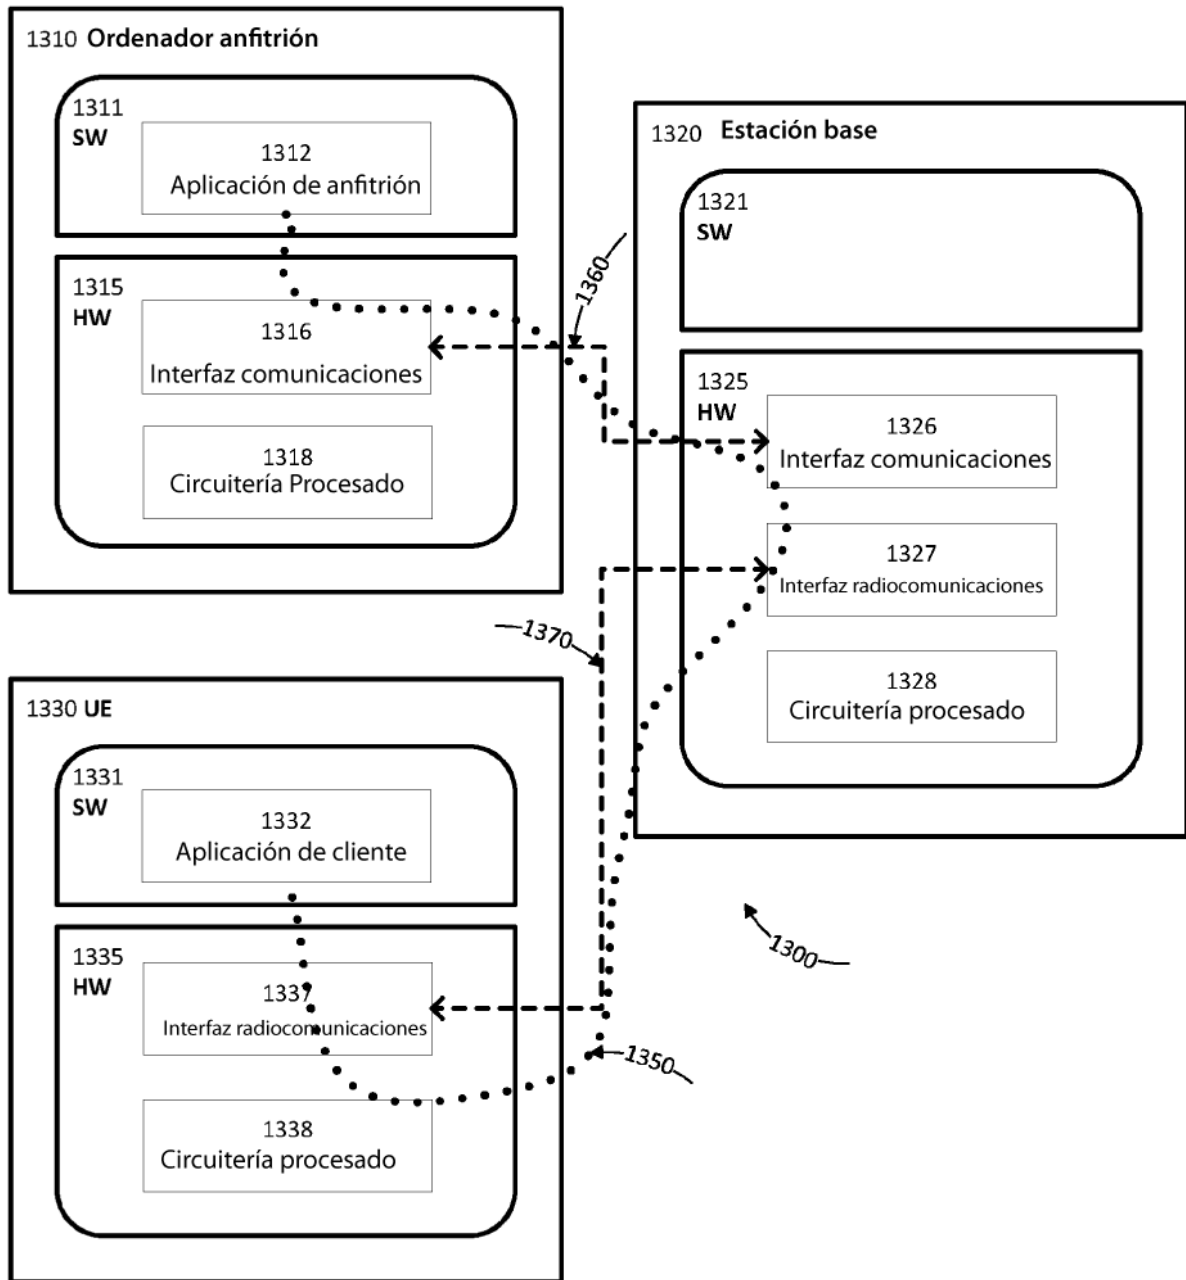 1310 Ordenador anfitrión
1311
SW
1312
Aplicación de anfitrión
1315
HW
1316
Interfaz comunicaciones
1318
Circuitería Procesado
1320 Estación base
1321
SW
1325
HW
1326
Interfaz comunicaciones
1327
Interfaz radiocomunicaciones
1328
Circuitería procesado
1360
1370
1330 UE
1331
SW
1332
Aplicación de cliente
1335
HW
1337
Interfaz radiocomunicaciones
1338
Circuitería procesado
1300
1350